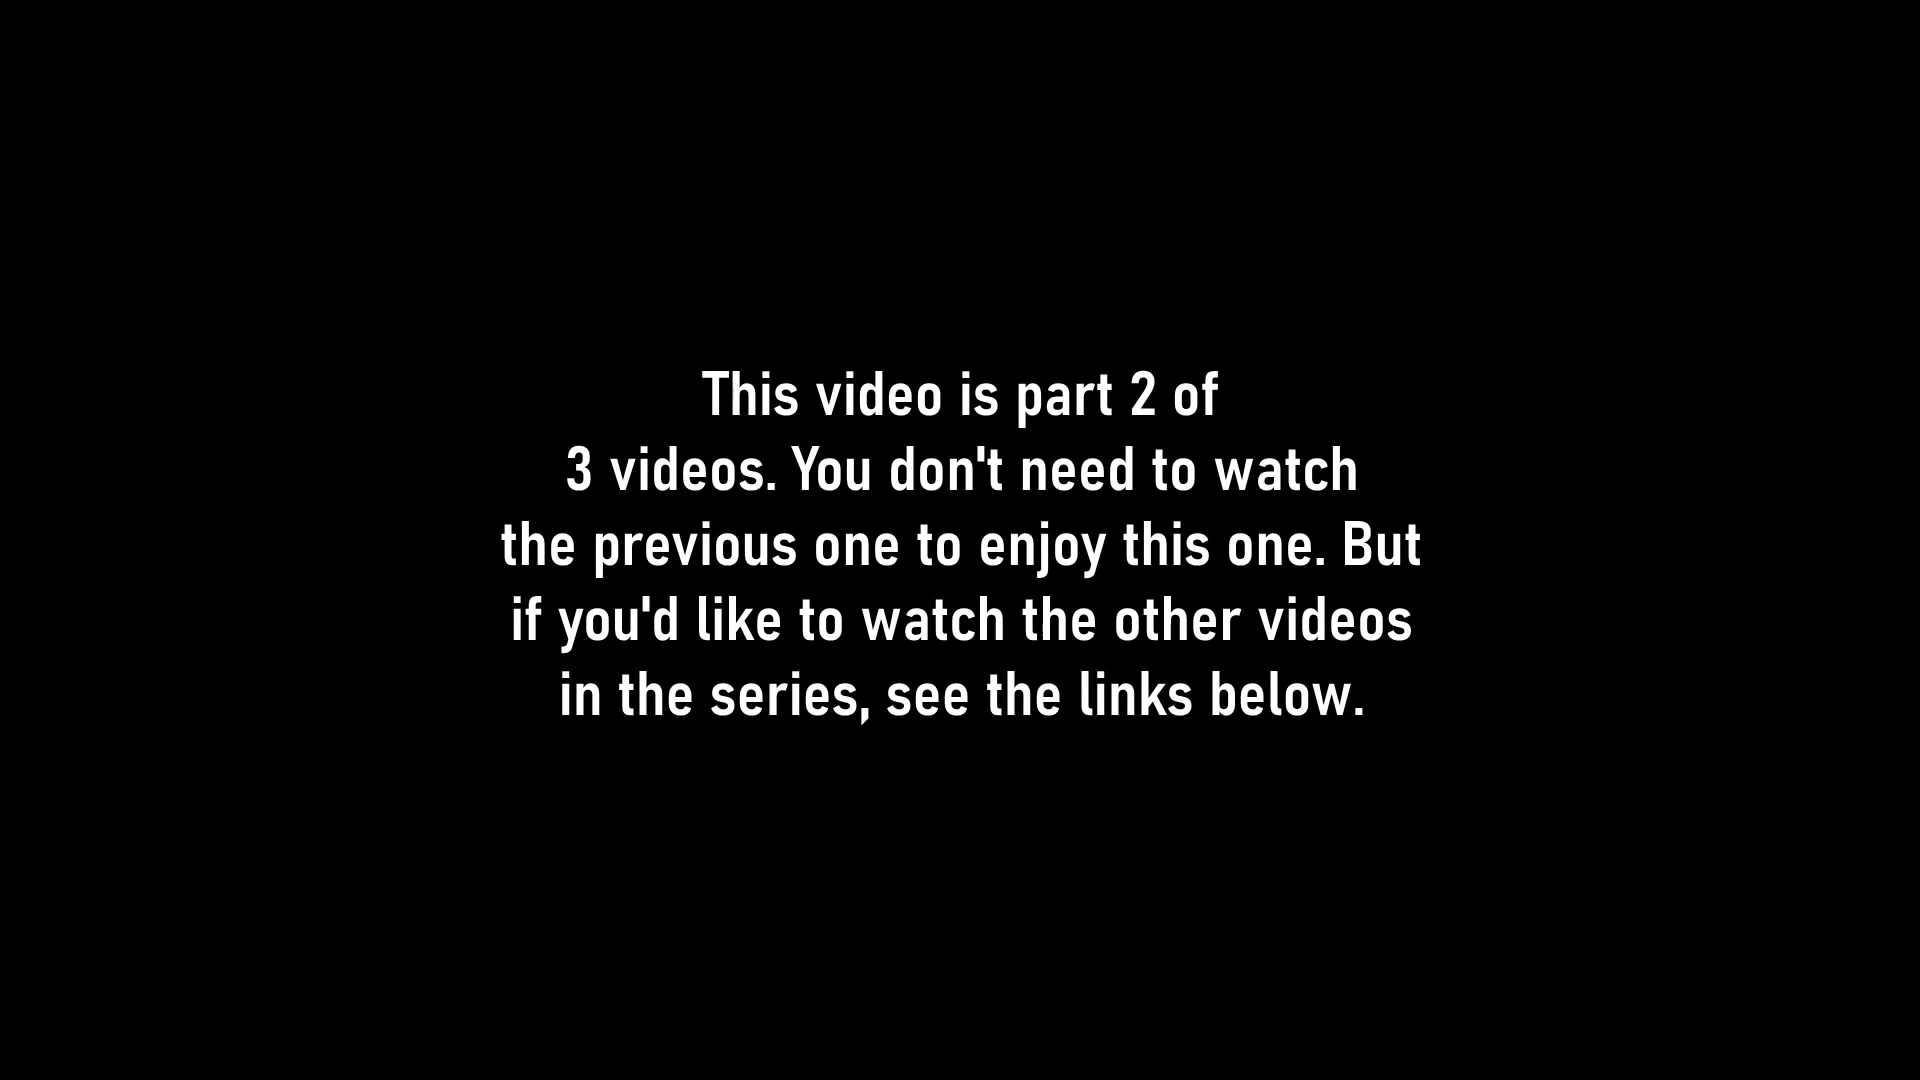 This video is part 2 of
3 videos. You don't need to watch
the previous one to enjoy this one. But
if you'd like to watch the other videos
in the series, see the links below.